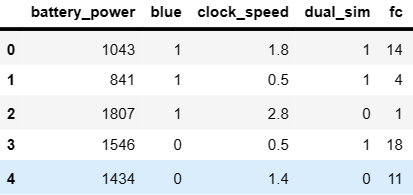 battery_power blue clock_speed dual_sim fc
0 1043 1 1.8 1 14
1 841 1 0.5 1 4
2 1807 1 2.8 0 1
3 1546 0 0.5 1 18
4 1434 0 1.4 0 11